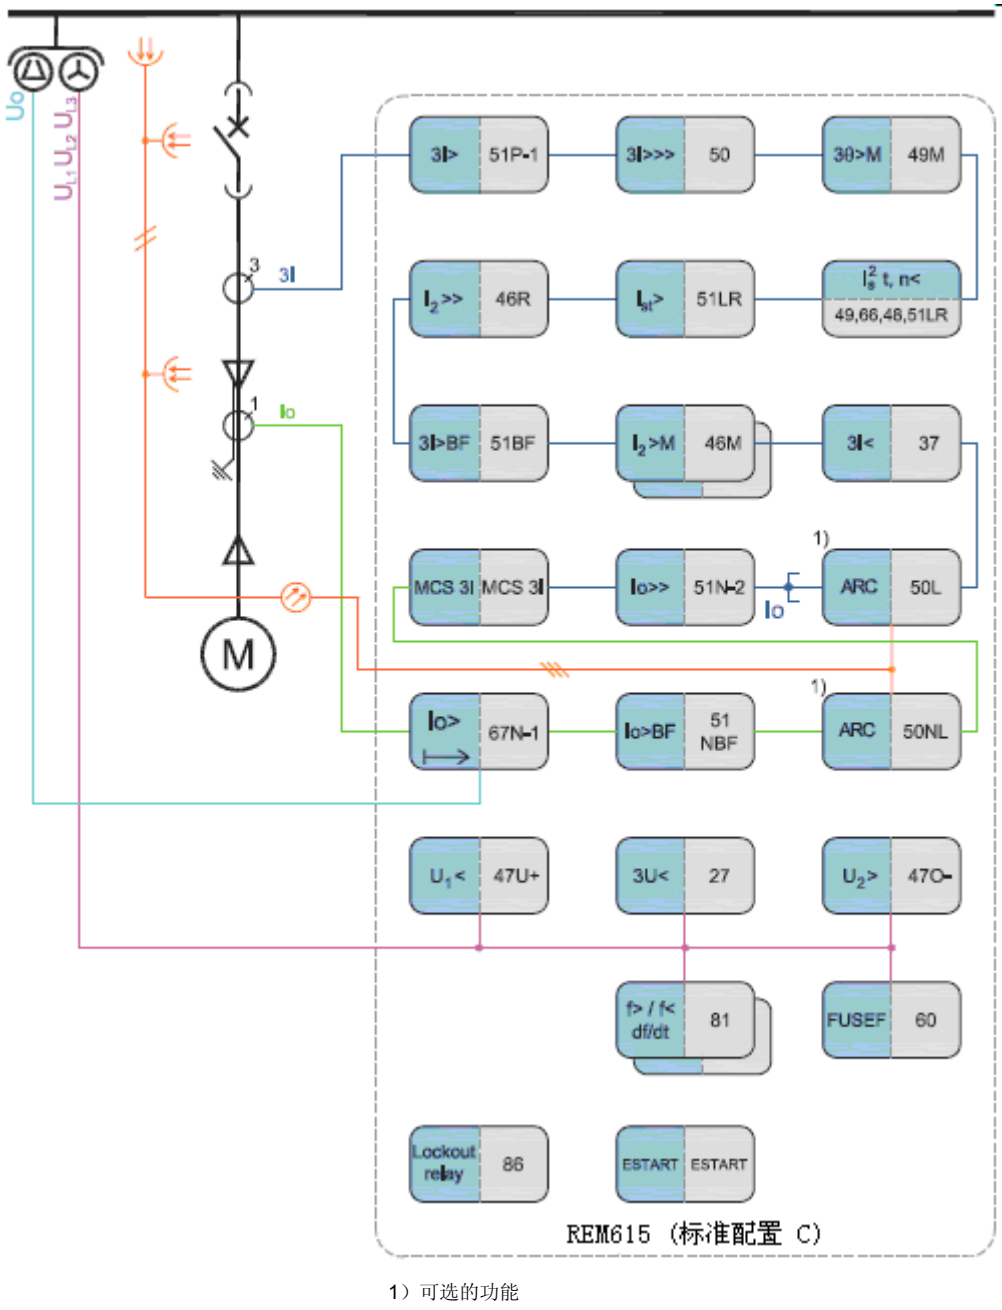 Uo
UL1 UL2 UL3
3I> 51P-1
3I>>> 50
3θ>M 49M
3
3I
I2>> 46R
Ist> 51LR
Is2 t, n<
49,66,48,51LR
1
Io
3I>BF 51BF
I2>M 46M
3I< 37
1)
MCS 3I MCS 3I
Io>> 51N-2
Io
ARC 50L
M
1)
Io> 67N-1
Io>BF 51 NBF
ARC 50NL
U1< 47U+
3U< 27
U2> 47O-
f> / f< df/dt 81
FUSEF 60
Lockout relay 86
ESTART ESTART
REM615 (标准配置 C)
1）可选的功能